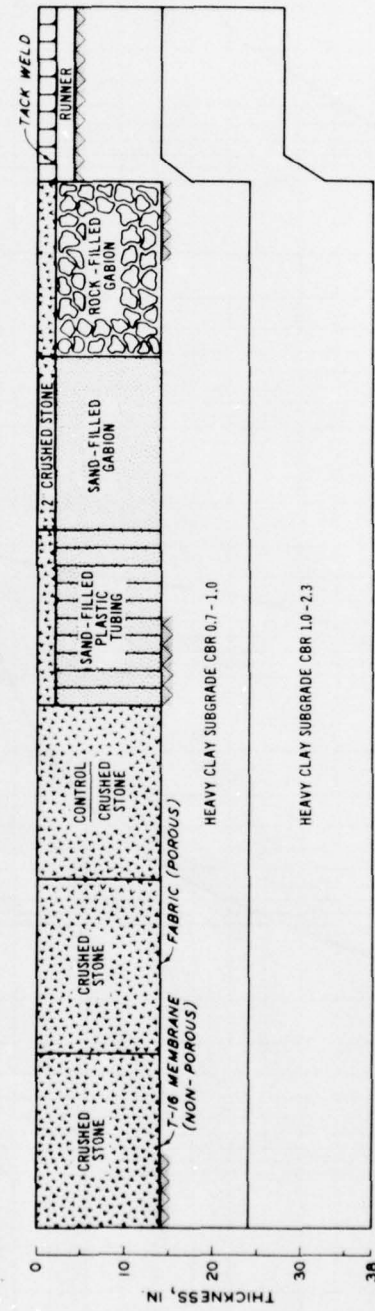 TACK WELD
RUNNER
ROCK-FILLED
GABION
2" CRUSHED STONE
SAND-FILLED
GABION
SAND-FILLED
PLASTIC
TUBING
CONTROL
CRUSHED
STONE
CRUSHED
STONE
CRUSHED
STONE
FABRIC (POROUS)
T-16 MEMBRANE
(NON-POROUS)
HEAVY CLAY SUBGRADE CBR 0.7 - 1.0
HEAVY CLAY SUBGRADE CBR 1.0 - 2.3
0
10
20
30
38
THICKNESS, IN.